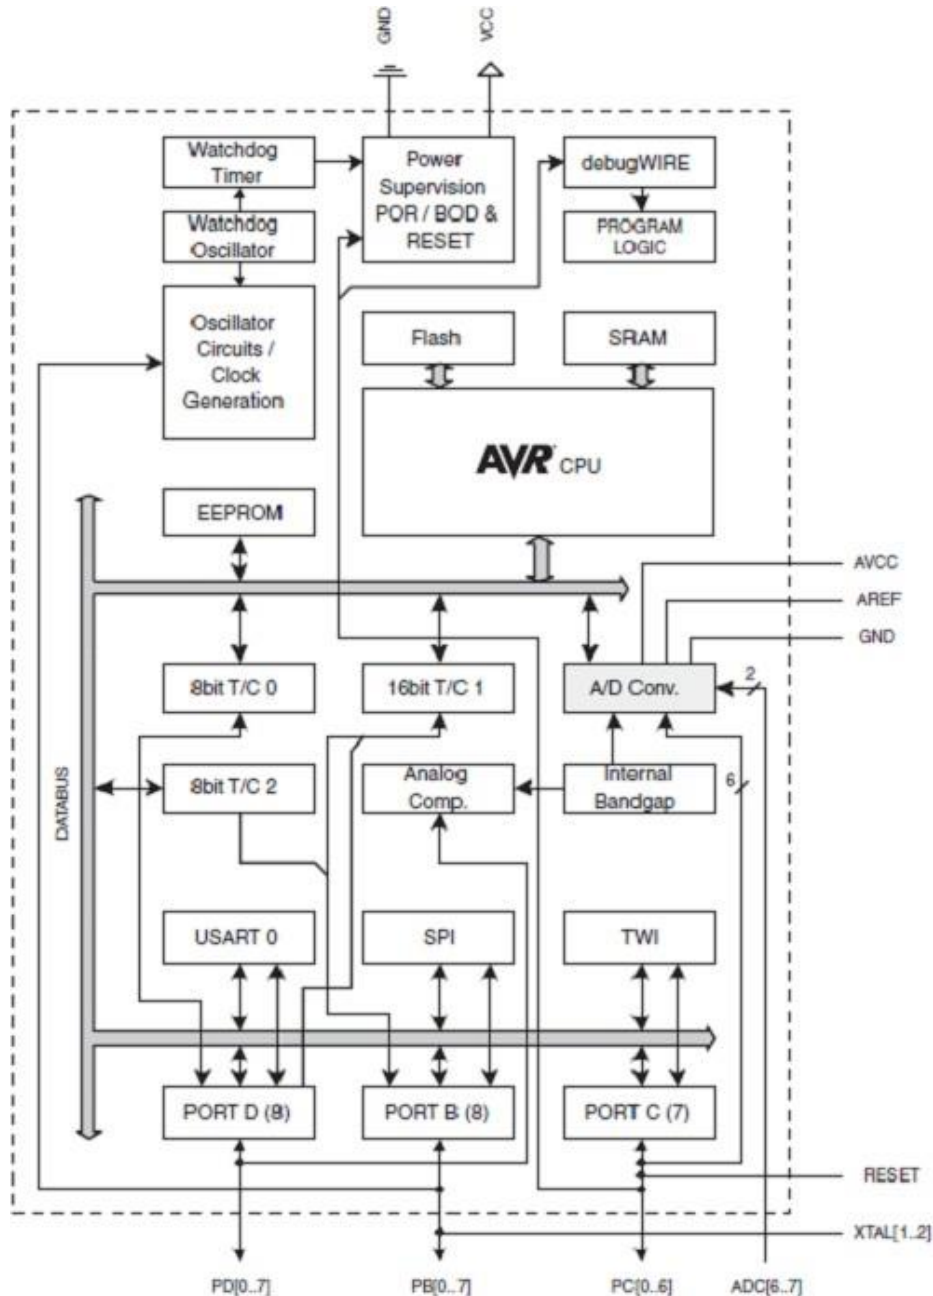 GND
VCC
Watchdog
Timer
Power
Supervision
POR / BOD &
RESET
debugWIRE
Watchdog
Oscillator
PROGRAM
LOGIC
Oscillator
Circuits /
Clock
Generation
Flash
SRAM
AVR CPU
EEPROM
AVCC
AREF
GND
8bit T/C 0
16bit T/C 1
A/D Conv.
2
8bit T/C 2
Analog
Comp.
Internal
Bandgap
6
DATABUS
USART 0
SPI
TWI
PORT D (8)
PORT B (8)
PORT C (7)
RESET
XTAL[1..2]
PD[0..7]
PB[0..7]
PC[0..6]
ADC[6..7]